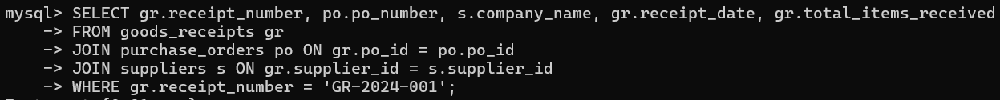 mysql> SELECT gr.receipt_number, po.po_number, s.company_name, gr.receipt_date, gr.total_items_received
    -> FROM goods_receipts gr
    -> JOIN purchase_orders po ON gr.po_id = po.po_id
    -> JOIN suppliers s ON gr.supplier_id = s.supplier_id
    -> WHERE gr.receipt_number = 'GR-2024-001';